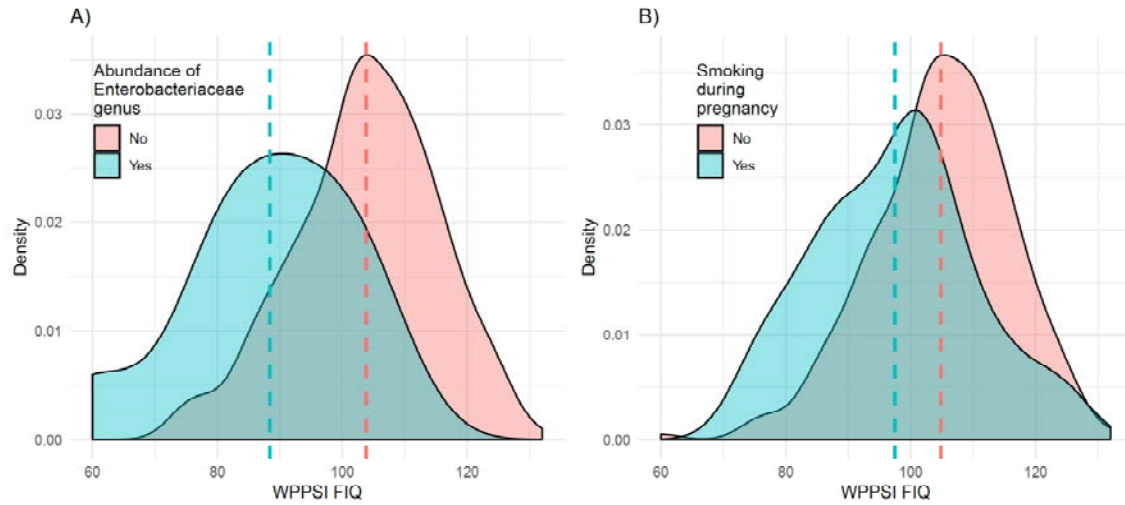 A)
Abundance of
Enterobacteriaceae
genus
No
Yes
0.03
0.02
0.01
0.00
Density
60 80 100 120
WPPSI FIQ
B)
Smoking
during
pregnancy
No
Yes
0.03
0.02
0.01
0.00
Density
60 80 100 120
WPPSI FIQ